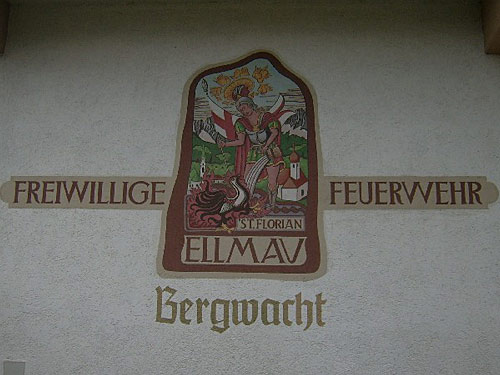 FREIWILLIGE FEUERWEHR
ST. FLORIAN
ELLMAU
Bergwacht